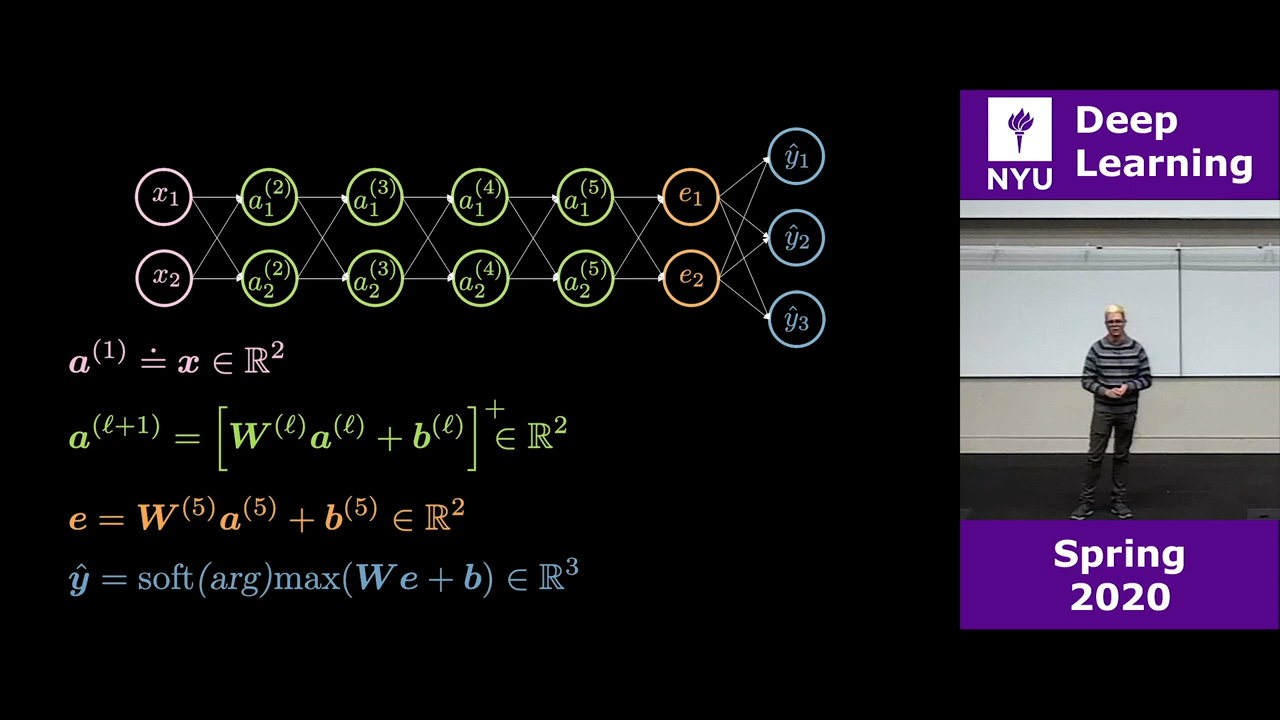 x₁ a₁⁽²⁾ a₁⁽³⁾ a₁⁽⁴⁾ a₁⁽⁵⁾ e₁ ŷ₁
ŷ₂
x₂ a₂⁽²⁾ a₂⁽³⁾ a₂⁽⁴⁾ a₂⁽⁵⁾ e₂ ŷ₃
a⁽¹⁾ ≐ x ∈ ℝ²
a⁽ℓ⁺¹⁾ = [W⁽ℓ⁾a⁽ℓ⁾ + b⁽ℓ⁾]⁺ ∈ ℝ²
e = W⁽⁵⁾a⁽⁵⁾ + b⁽⁵⁾ ∈ ℝ²
ŷ = soft(arg)max(We + b) ∈ ℝ³
NYU
Deep
Learning
Spring
2020